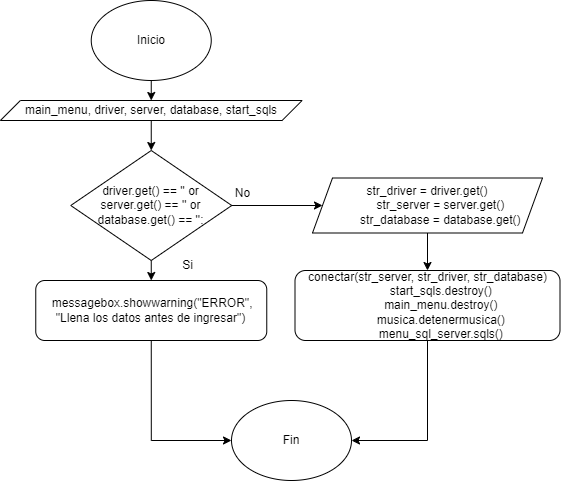 Inicio
main_menu, driver, server, database, start_sqls
driver.get() == '' or
server.get() == '' or
database.get() == '':
No
str_driver = driver.get()
str_server = server.get()
str_database = database.get()
Si
messagebox.showwarning("ERROR",
"Llena los datos antes de ingresar")
conectar(str_server, str_driver, str_database)
start_sqls.destroy()
main_menu.destroy()
musica.detenermusica()
menu_sql_server.sqls()
Fin